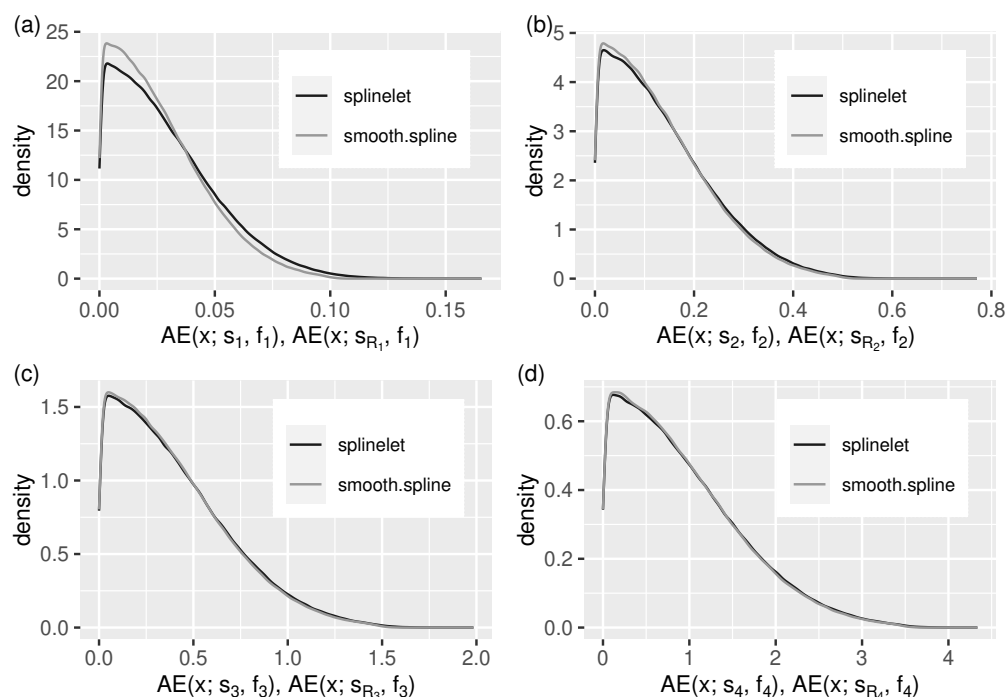 (a)
25
20
15
10
5
0
density
splinelet
smooth.spline
0.00 0.05 0.10 0.15
AE(x; s₁, f₁), AE(x; s_R₁, f₁)
(b)
5
4
3
2
1
0
density
splinelet
smooth.spline
0.0 0.2 0.4 0.6 0.8
AE(x; s₂, f₂), AE(x; s_R₂, f₂)
(c)
1.5
1.0
0.5
0.0
density
splinelet
smooth.spline
0.0 0.5 1.0 1.5 2.0
AE(x; s₃, f₃), AE(x; s_R₃, f₃)
(d)
0.6
0.4
0.2
0.0
density
splinelet
smooth.spline
0 1 2 3 4
AE(x; s₄, f₄), AE(x; s_R₄, f₄)